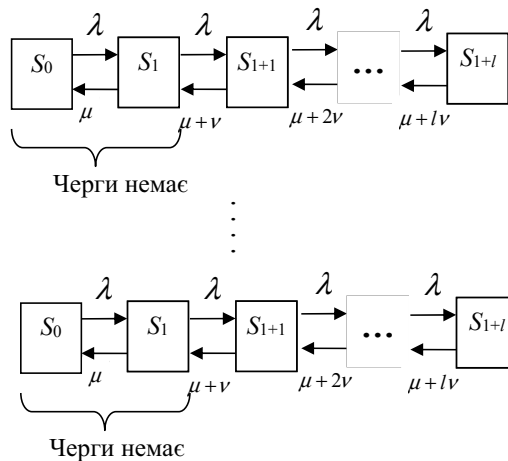 λ λ λ λ
S₀ S₁ S₁₊₁ ... S₁₊ₗ
μ μ+ν μ+2ν μ+lν
Черги немає
λ λ λ λ
S₀ S₁ S₁₊₁ ... S₁₊ₗ
μ μ+ν μ+2ν μ+lν
Черги немає